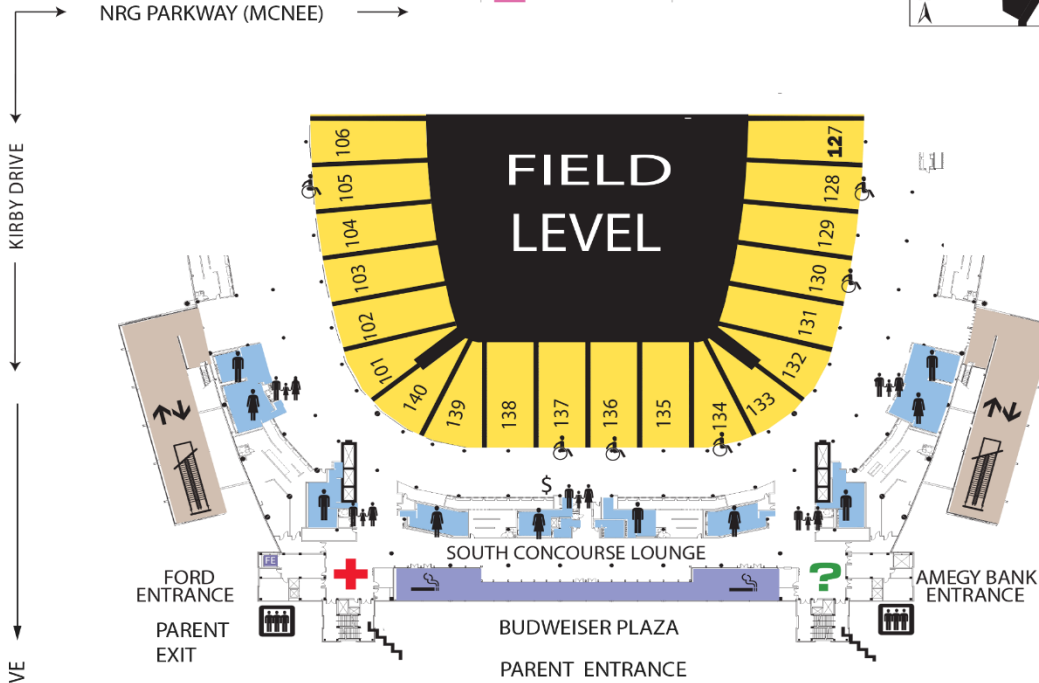 NRG PARKWAY (MCNEE)
KIRBY DRIVE
VE
FIELD
LEVEL
106
105
104
103
102
101
140
139
138
137
136
135
134
133
132
131
130
129
128
127
$
SOUTH CONCOURSE LOUNGE
FE
?
FORD
ENTRANCE
AMEGY BANK
ENTRANCE
PARENT
EXIT
BUDWEISER PLAZA
PARENT ENTRANCE